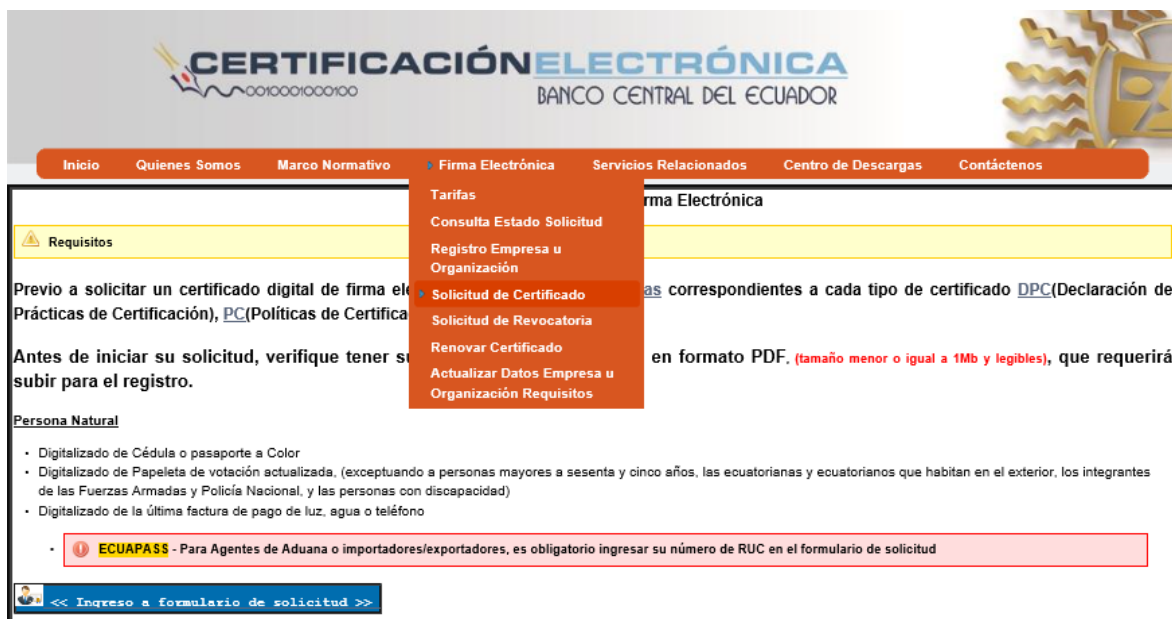 CERTIFICACIÓNELECTRÓNICA
0010001000100
BANCO CENTRAL DEL ECUADOR
Inicio Quienes Somos Marco Normativo Firma Electrónica Servicios Relacionados Centro de Descargas Contáctenos
Tarifas
Consulta Estado Solicitud
Registro Empresa u
Organización
Solicitud de Certificado
Solicitud de Revocatoria
Renovar Certificado
Actualizar Datos Empresa u
Organización Requisitos
rma Electrónica
Requisitos
Previo a solicitar un certificado digital de firma ele as correspondientes a cada tipo de certificado DPC(Declaración de
Prácticas de Certificación), PC(Políticas de Certifica
Antes de iniciar su solicitud, verifique tener su en formato PDF, (tamaño menor o igual a 1Mb y legibles), que requerirá
subir para el registro.
Persona Natural
• Digitalizado de Cédula o pasaporte a Color
• Digitalizado de Papeleta de votación actualizada, (exceptuando a personas mayores a sesenta y cinco años, las ecuatorianas y ecuatorianos que habitan en el exterior, los integrantes
de las Fuerzas Armadas y Policía Nacional, y las personas con discapacidad)
• Digitalizado de la última factura de pago de luz, agua o teléfono
• ECUAPASS - Para Agentes de Aduana o importadores/exportadores, es obligatorio ingresar su número de RUC en el formulario de solicitud
<< Ingreso a formulario de solicitud >>